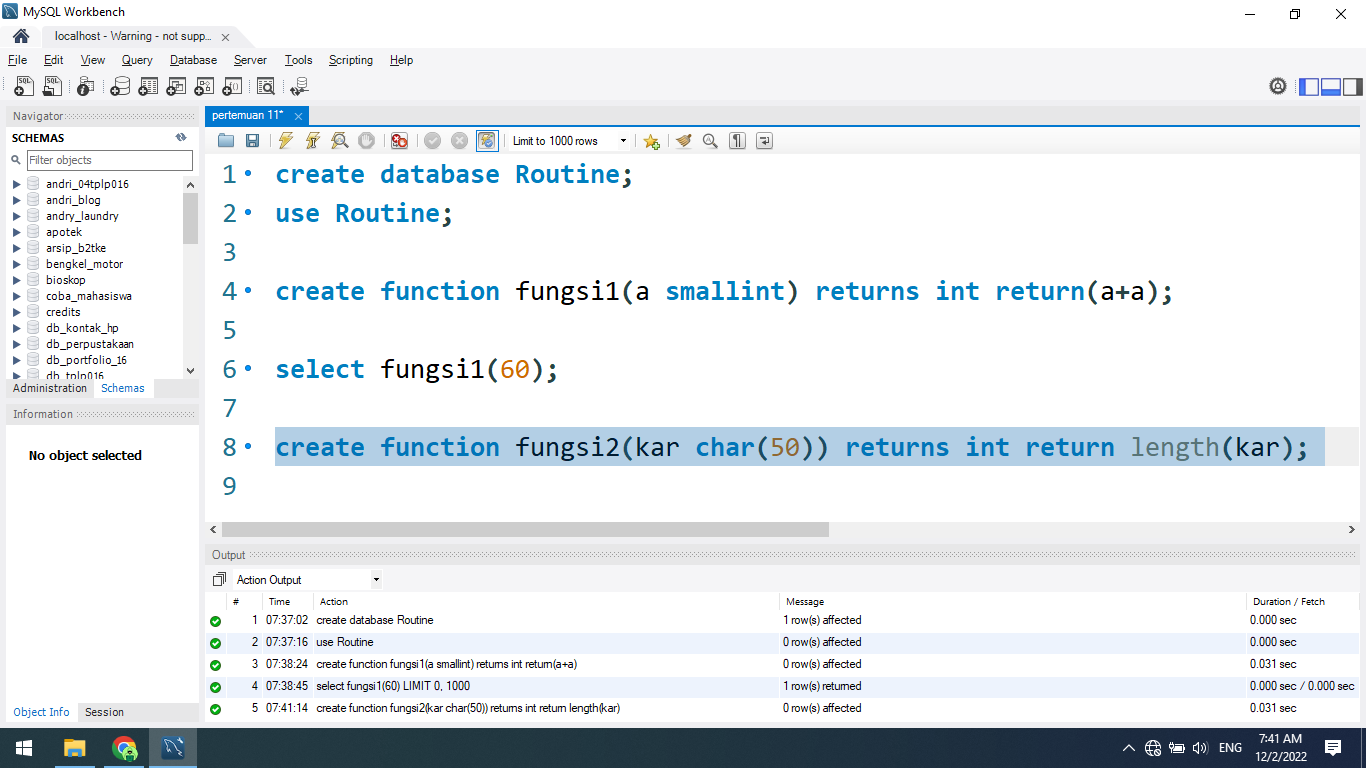 MySQL Workbench
localhost - Warning - not supp...
File Edit View Query Database Server Tools Scripting Help
Navigator
SCHEMAS
Filter objects
andri_04tplp016
andri_blog
andry_laundry
apotek
arsip_b2tke
bengkel_motor
bioskop
coba_mahasiswa
credits
db_kontak_hp
db_perpustakaan
db_portfolio_16
db_tplp016
Administration Schemas
Information
No object selected
Object Info Session
pertemuan 11*
Limit to 1000 rows
1 create database Routine;
2 use Routine;
3
4 create function fungsi1(a smallint) returns int return(a+a);
5
6 select fungsi1(60);
7
8 create function fungsi2(kar char(50)) returns int return length(kar);
9
Output
Action Output
# Time Action Message Duration / Fetch
1 07:37:02 create database Routine 1 row(s) affected 0.000 sec
2 07:37:16 use Routine 0 row(s) affected 0.000 sec
3 07:38:24 create function fungsi1(a smallint) returns int return(a+a) 0 row(s) affected 0.031 sec
4 07:38:45 select fungsi1(60) LIMIT 0, 1000 1 row(s) returned 0.000 sec / 0.000 sec
5 07:41:14 create function fungsi2(kar char(50)) returns int return length(kar) 0 row(s) affected 0.031 sec
ENG
7:41 AM
12/2/2022